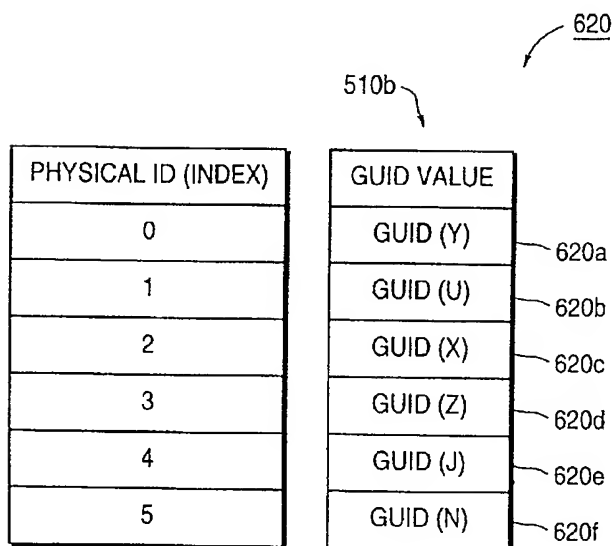 620
510b
PHYSICAL ID (INDEX) GUID VALUE
0 GUID (Y) 620a
1 GUID (U) 620b
2 GUID (X) 620c
3 GUID (Z) 620d
4 GUID (J) 620e
5 GUID (N) 620f